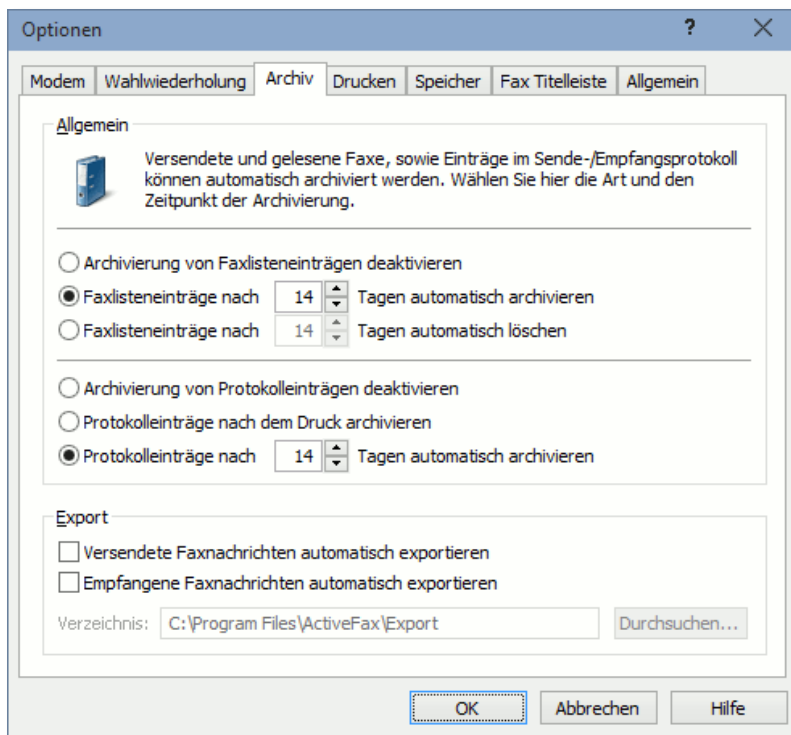 Optionen
?
Modem Wahlwiederholung Archiv Drucken Speicher Fax Titelleiste Allgemein
Allgemein
Versendete und gelesene Faxe, sowie Einträge im Sende-/Empfangsprotokoll
können automatisch archiviert werden. Wählen Sie hier die Art und den
Zeitpunkt der Archivierung.
Archivierung von Faxlisteneinträgen deaktivieren
Faxlisteneinträge nach 14 Tagen automatisch archivieren
Faxlisteneinträge nach 14 Tagen automatisch löschen
Archivierung von Protokolleinträgen deaktivieren
Protokolleinträge nach dem Druck archivieren
Protokolleinträge nach 14 Tagen automatisch archivieren
Export
Versendete Faxnachrichten automatisch exportieren
Empfangene Faxnachrichten automatisch exportieren
Verzeichnis: C:\Program Files\ActiveFax\Export Durchsuchen...
OK Abbrechen Hilfe